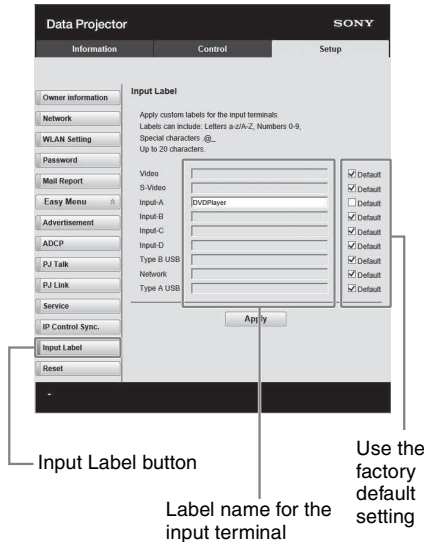 Data Projector
SONY
Information
Control
Setup
Owner information
Network
WLAN Setting
Password
Mail Report
Easy Menu
Advertisement
ADCP
PJ Talk
PJ Link
Service
IP Control Sync.
Input Label
Reset
Input Label
Apply custom labels for the input terminals.
Labels can include: Letters a-z/A-Z, Numbers 0-9,
Special characters .@_
Up to 20 characters.
Video
Default
S-Video
Default
Input-A
DVDPlayer
Default
Input-B
Default
Input-C
Default
Input-D
Default
Type B USB
Default
Network
Default
Type A USB
Default
Apply
-
Input Label button
Label name for the
input terminal
Use the
factory
default
setting